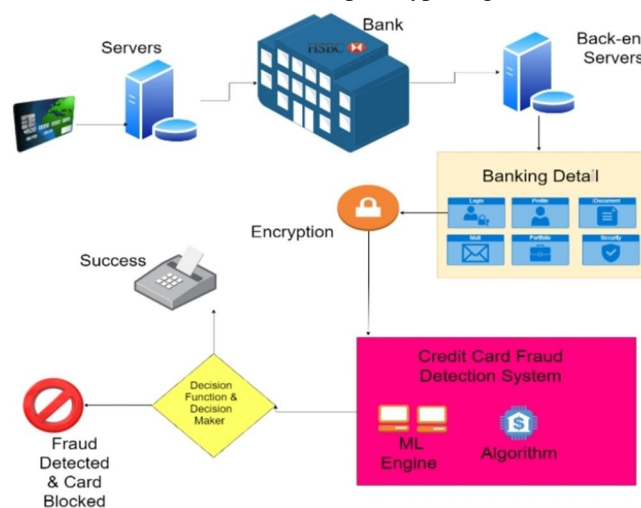 Bank
Servers
HSBC
Back-en
Servers
Banking Detail
Login
Profile
Document
Mail
Portfolio
Security
Encryption
Success
Credit Card Fraud
Detection System
Decision
Function &
Decision
Maker
ML
Engine
Algorithm
Fraud
Detected
& Card
Blocked